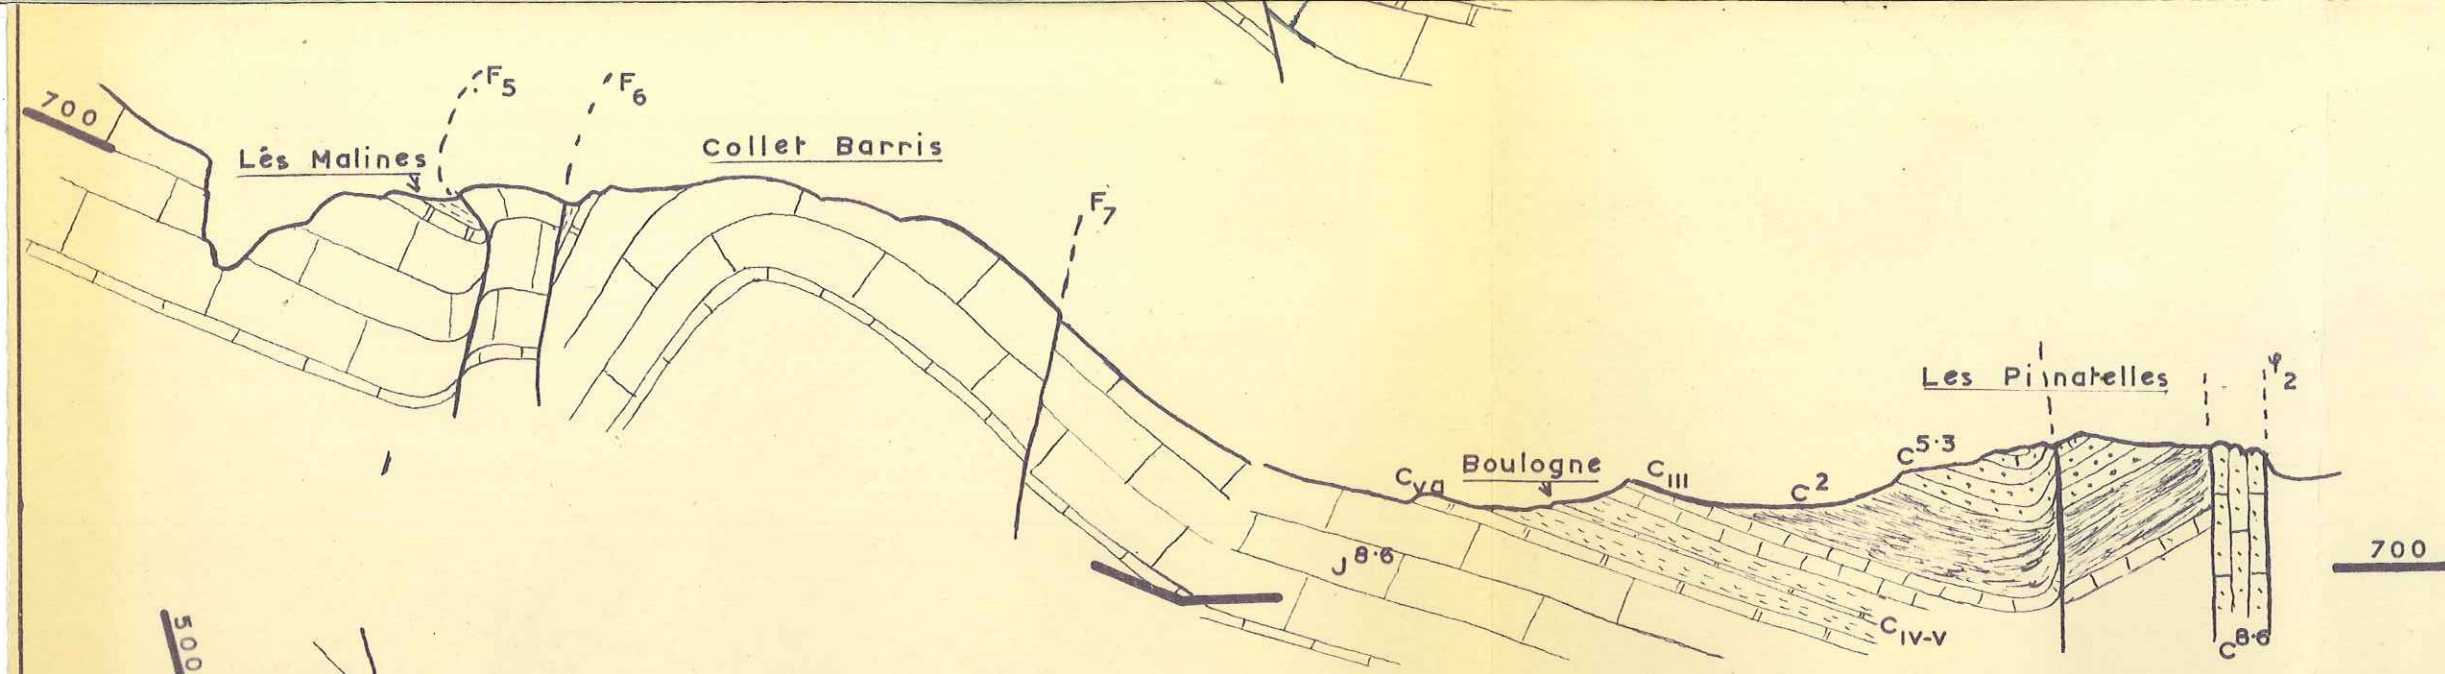 700
F5
F6
Lés Malines
Collet Barris
F7
Les Pinatelles
φ2
C5.3
Boulogne
CIII
CVa
C2
J8.6
700
CIV-V
C8.6
500